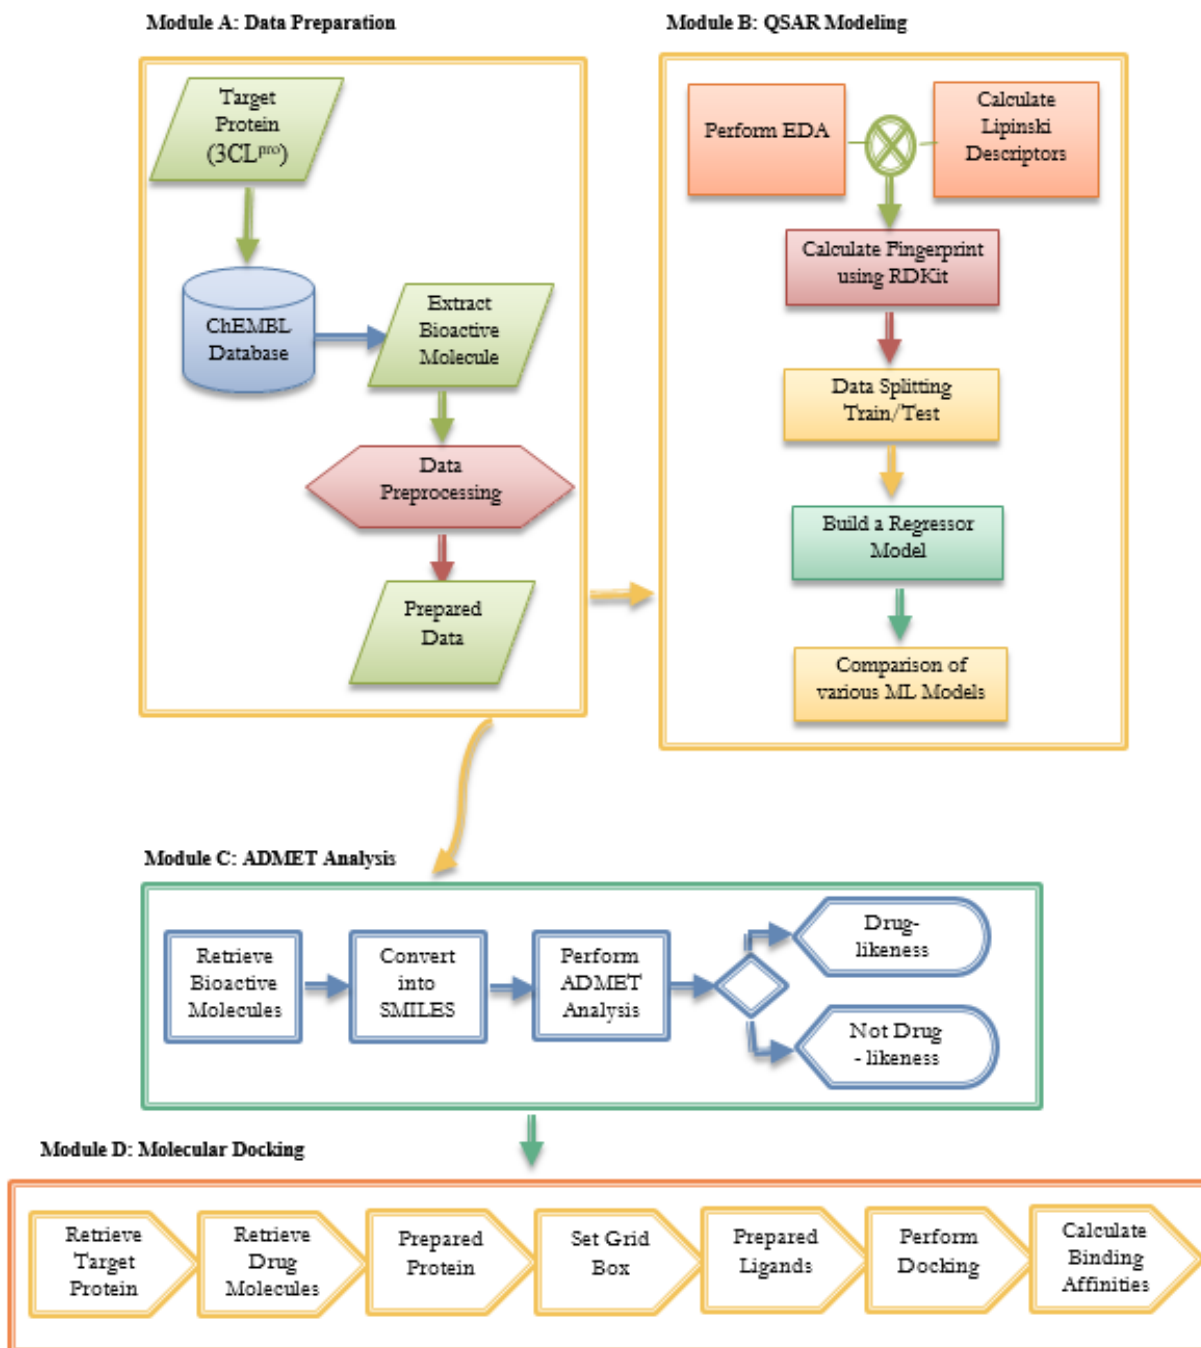 Module A: Data Preparation
Target
Protein
(3CLᵖʳᵒ)
ChEMBL
Database
Extract
Bioactive
Molecule
Data
Preprocessing
Prepared
Data
Module B: QSAR Modeling
Perform EDA
Calculate
Lipinski
Descriptors
Calculate Fingerprint
using RDKit
Data Splitting
Train/Test
Build a Regressor
Model
Comparison of
various ML Models
Module C: ADMET Analysis
Retrieve
Bioactive
Molecules
Convert
into
SMILES
Perform
ADMET
Analysis
Drug-
likeness
Not Drug
- likeness
Module D: Molecular Docking
Retrieve
Target
Protein
Retrieve
Drug
Molecules
Prepared
Protein
Set Grid
Box
Prepared
Ligands
Perform
Docking
Calculate
Binding
Affinities